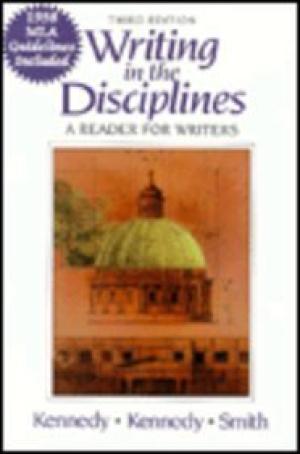 1998
MLA
Guidelines
Included
THIRD EDITION
Writing
in the
Disciplines
A READER FOR WRITERS
Kennedy • Kennedy • Smith